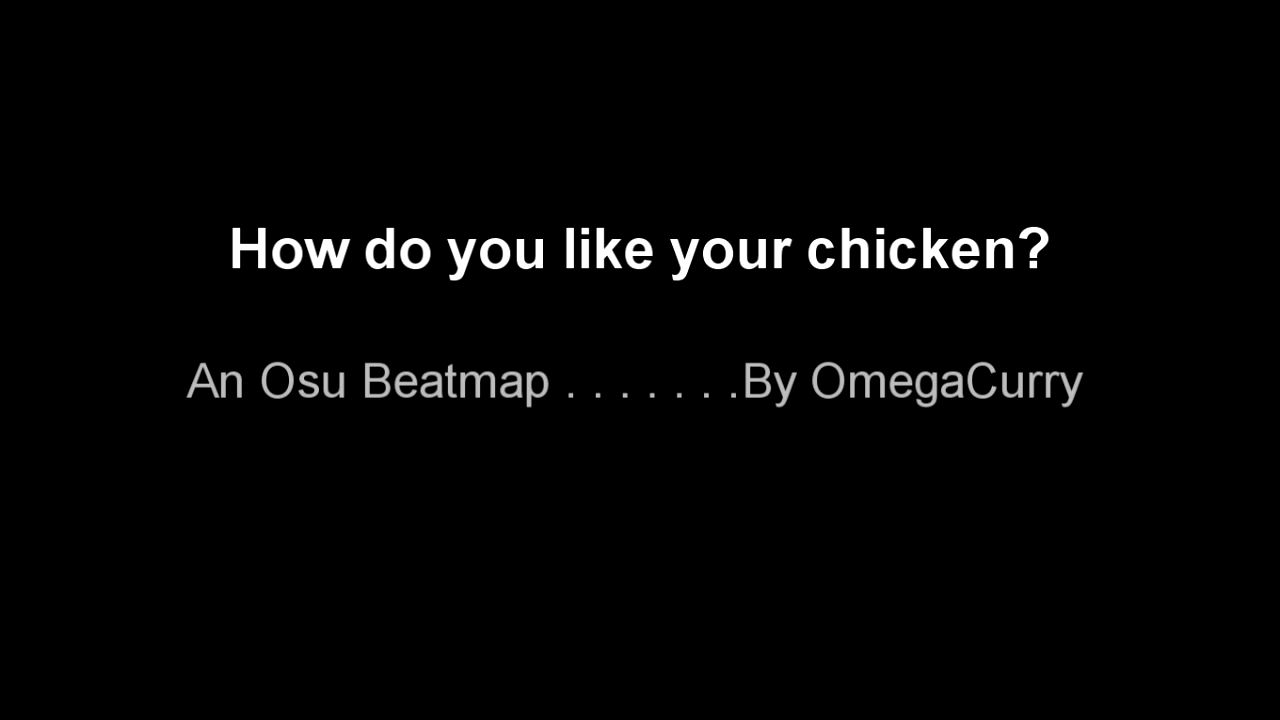 How do you like your chicken?
An Osu Beatmap . . . . . . .By OmegaCurry